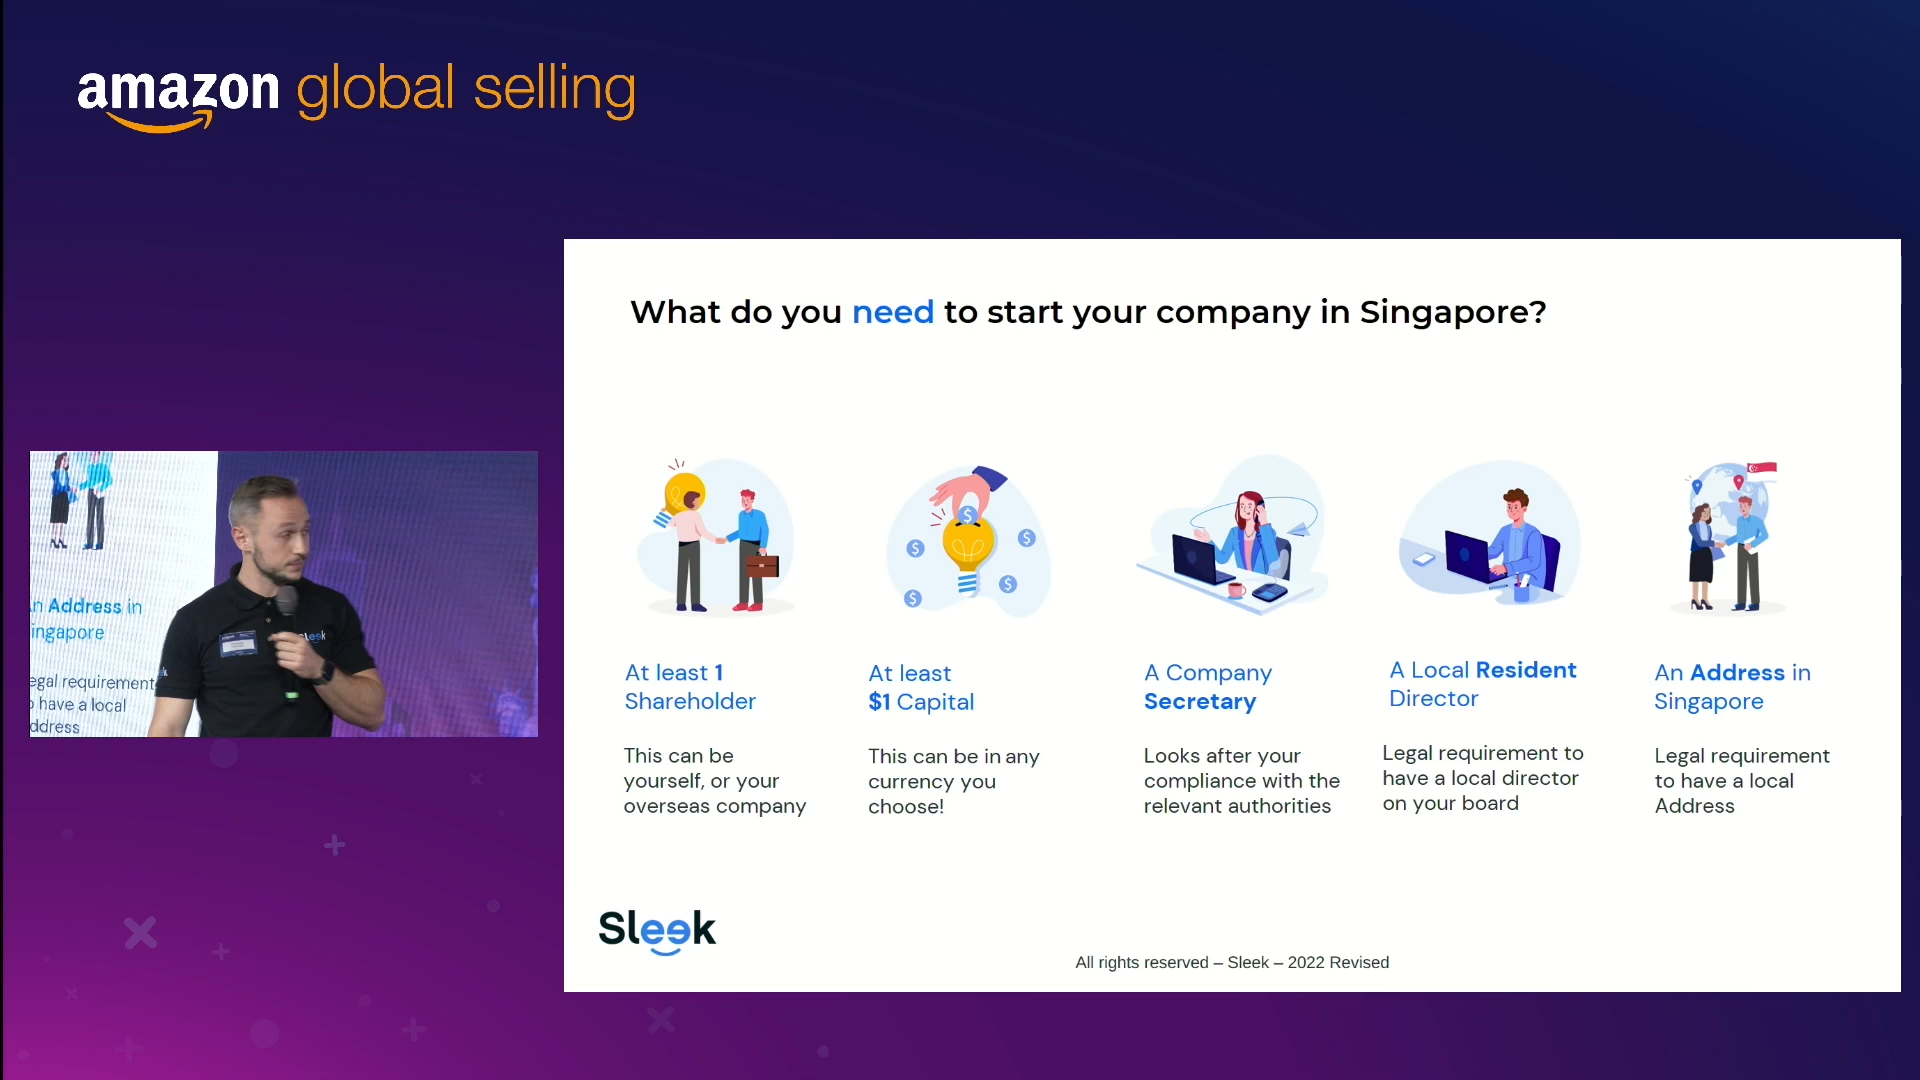 amazon global selling
What do you need to start your company in Singapore?
At least 1
Shareholder
This can be
yourself, or your
overseas company
At least
$1 Capital
This can be in any
currency you
choose!
A Company
Secretary
Looks after your
compliance with the
relevant authorities
A Local Resident
Director
Legal requirement to
have a local director
on your board
An Address in
Singapore
Legal requirement
to have a local
Address
Sleek
All rights reserved – Sleek – 2022 Revised
n Address in
ingapore
egal requirement
have a local
ddress
Sleek